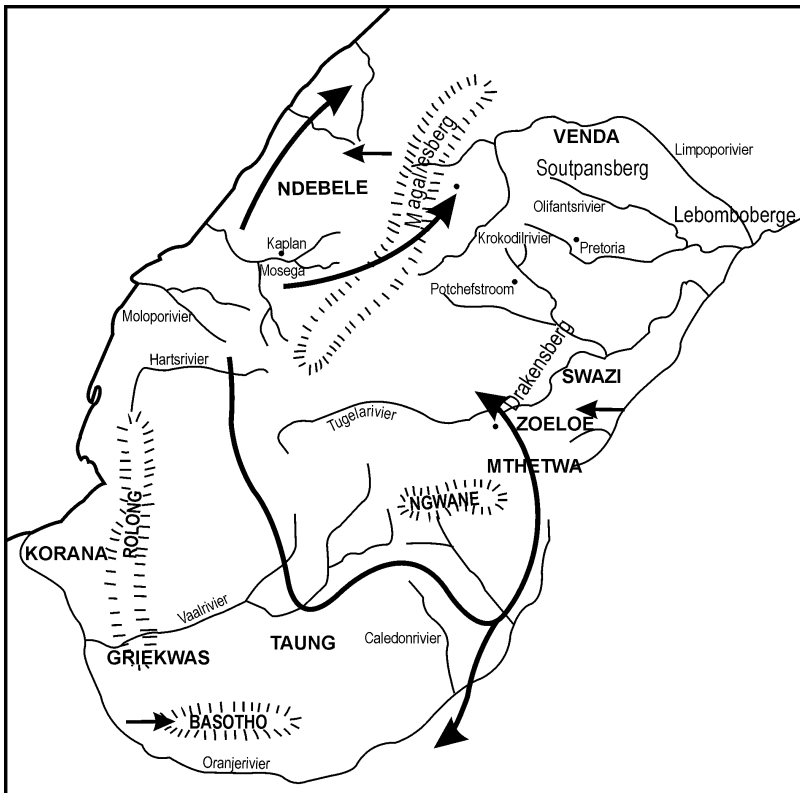 VENDA
Limpoporivier
Magaliesberg
Soutpansberg
NDEBELE
Olifantsrivier
Lebomboberge
Krokodilrivier
Kaplan
Pretoria
Mosega
Potchefstroom
Moloporivier
Hartsrivier
Drakensberg
SWAZI
Tugelarivier
ZOELOE
MTHETWA
NGWANE
ROLONG
KORANA
Vaalrivier
TAUNG
Caledonrivier
GRIEKWAS
BASOTHO
Oranjerivier